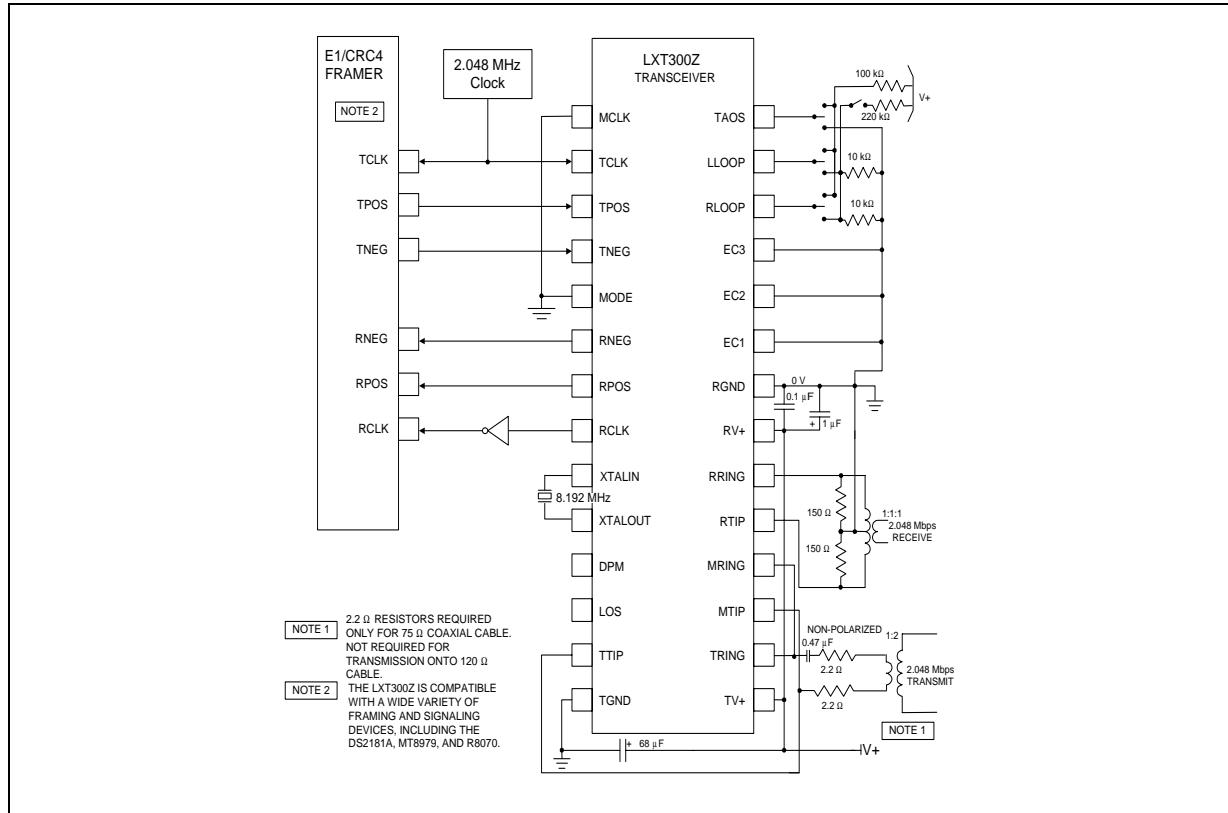 E1/CRC4
FRAMER
NOTE 2
TCLK
TPOS
TNEG
RNEG
RPOS
RCLK
2.048 MHz
Clock
LXT300Z
TRANSCEIVER
MCLK
TCLK
TPOS
TNEG
MODE
RNEG
RPOS
RCLK
XTALIN
8.192 MHz
XTALOUT
DPM
LOS
TTIP
TGND
68 µF
+
TAOS
LLOOP
RLOOP
EC3
EC2
EC1
RGND
RV+
RRING
RTIP
MRING
MTIP
TRING
TV+
100 kΩ
V+
220 kΩ
10 kΩ
10 kΩ
0 V
0.1 µF
+
1 µF
150 Ω
150 Ω
1:1:1
2.048 Mbps
RECEIVE
NON-POLARIZED
0.47 µF
2.2 Ω
2.2 Ω
1:2
2.048 Mbps
TRANSMIT
NOTE 1
V+
NOTE 1
2.2 Ω RESISTORS REQUIRED
ONLY FOR 75 Ω COAXIAL CABLE.
NOT REQUIRED FOR
TRANSMISSION ONTO 120 Ω
CABLE.
NOTE 2
THE LXT300Z IS COMPATIBLE
WITH A WIDE VARIETY OF
FRAMING AND SIGNALING
DEVICES, INCLUDING THE
DS2181A, MT8979, AND R8070.